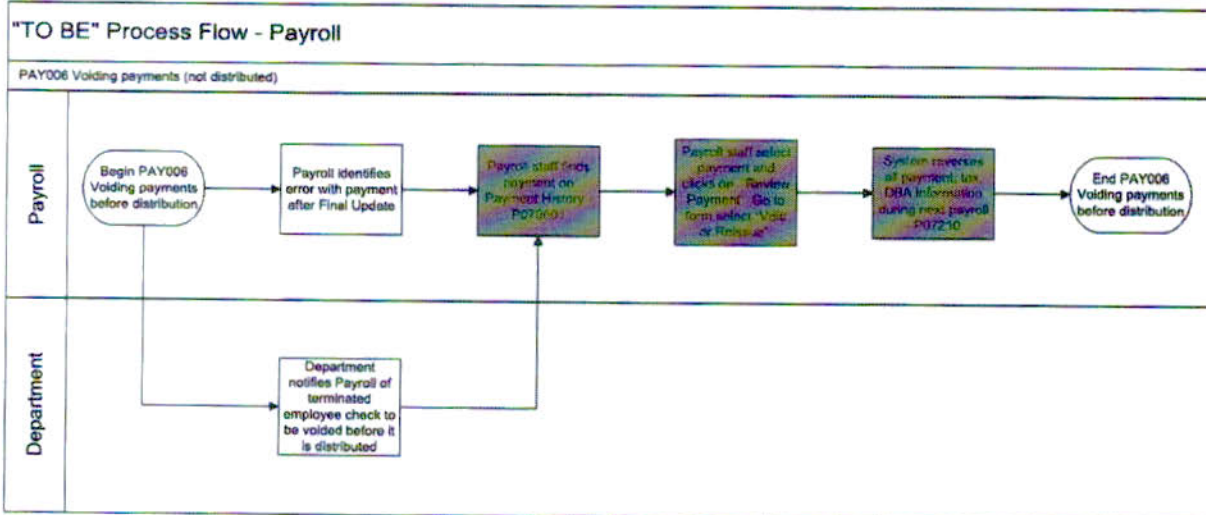 "TO BE" Process Flow - Payroll
PAY006 Voiding payments (not distributed)
Payroll
Begin PAY006
Voiding payments
before distribution
Payroll identifies
error with payment
after Final Update
Payroll staff finds
payment on
Payment History
Payroll staff select
payment and
clicks on "Review
Payment". Go to
form select "Void
or Reissue"
System reverses
all payment, tax
DBA information
during next payroll
P07210
End PAY006
Voiding payments
before distribution
Department
Department
notifies Payroll of
terminated
employee check to
be voided before it
is distributed